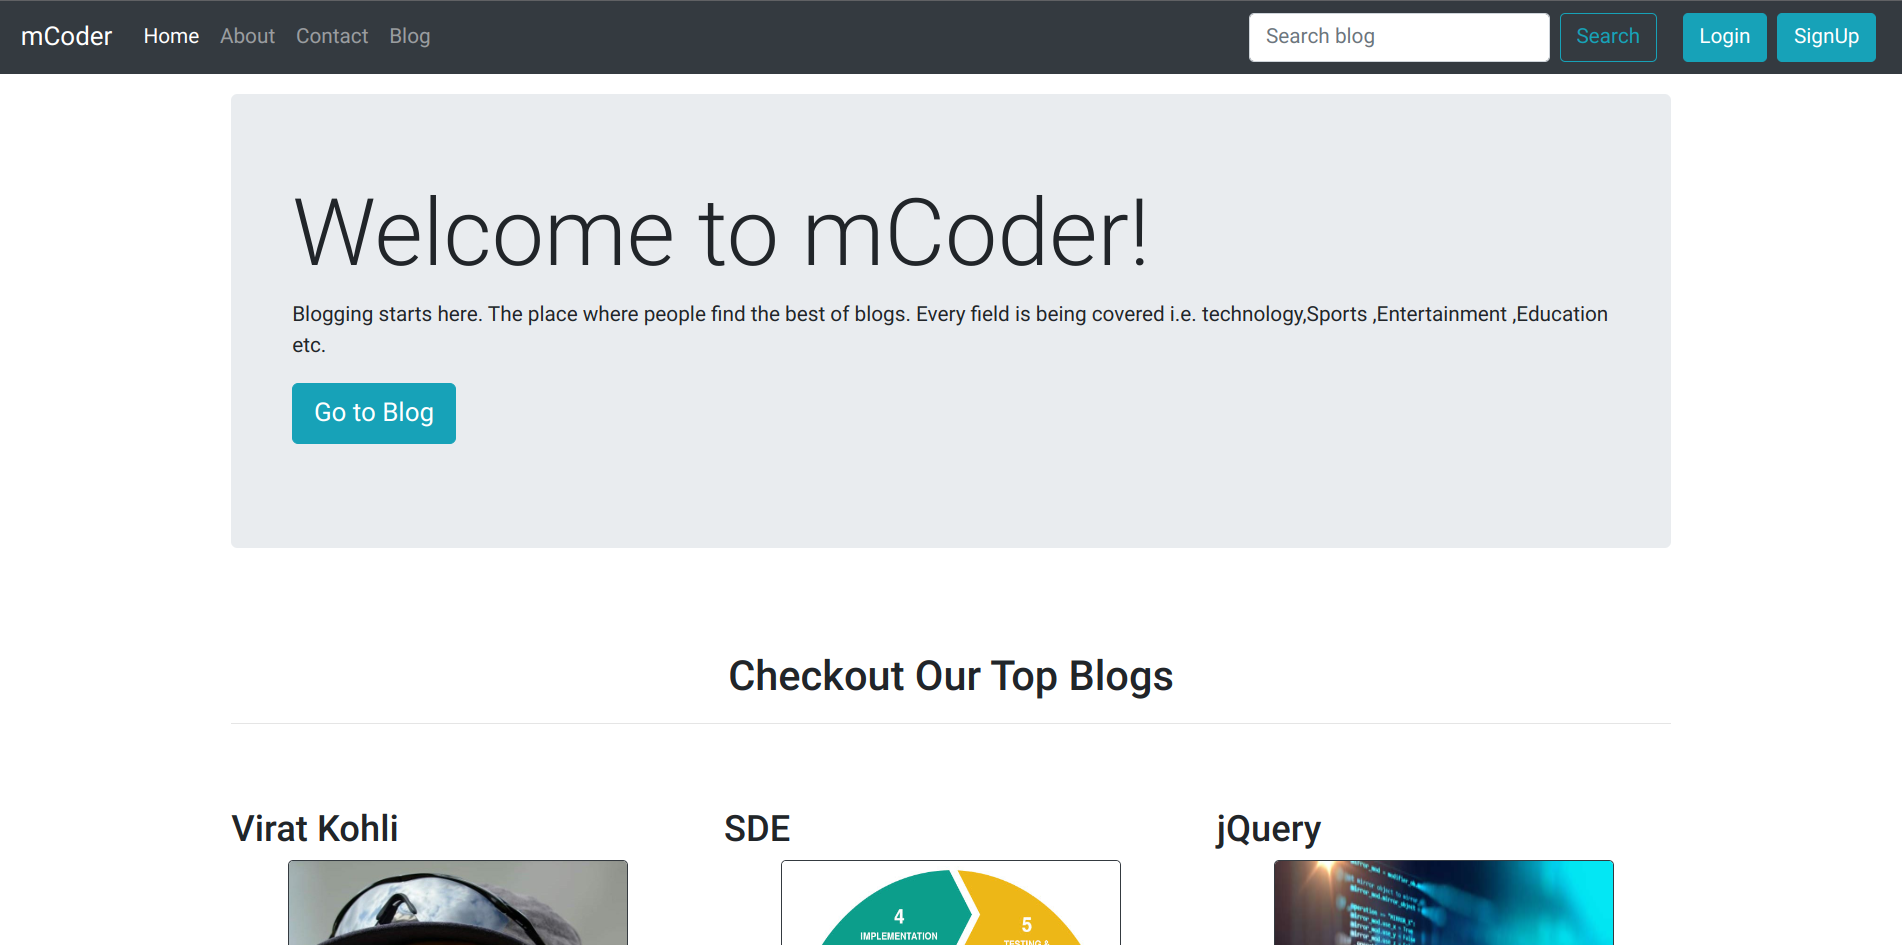 mCoder Home About Contact Blog Search blog Search Login SignUp
Welcome to mCoder!
Blogging starts here. The place where people find the best of blogs. Every field is being covered i.e. technology,Sports ,Entertainment ,Education
etc.
Go to Blog
Checkout Our Top Blogs
Virat Kohli
SDE
jQuery
4
IMPLEMENTATION
5
TESTING &